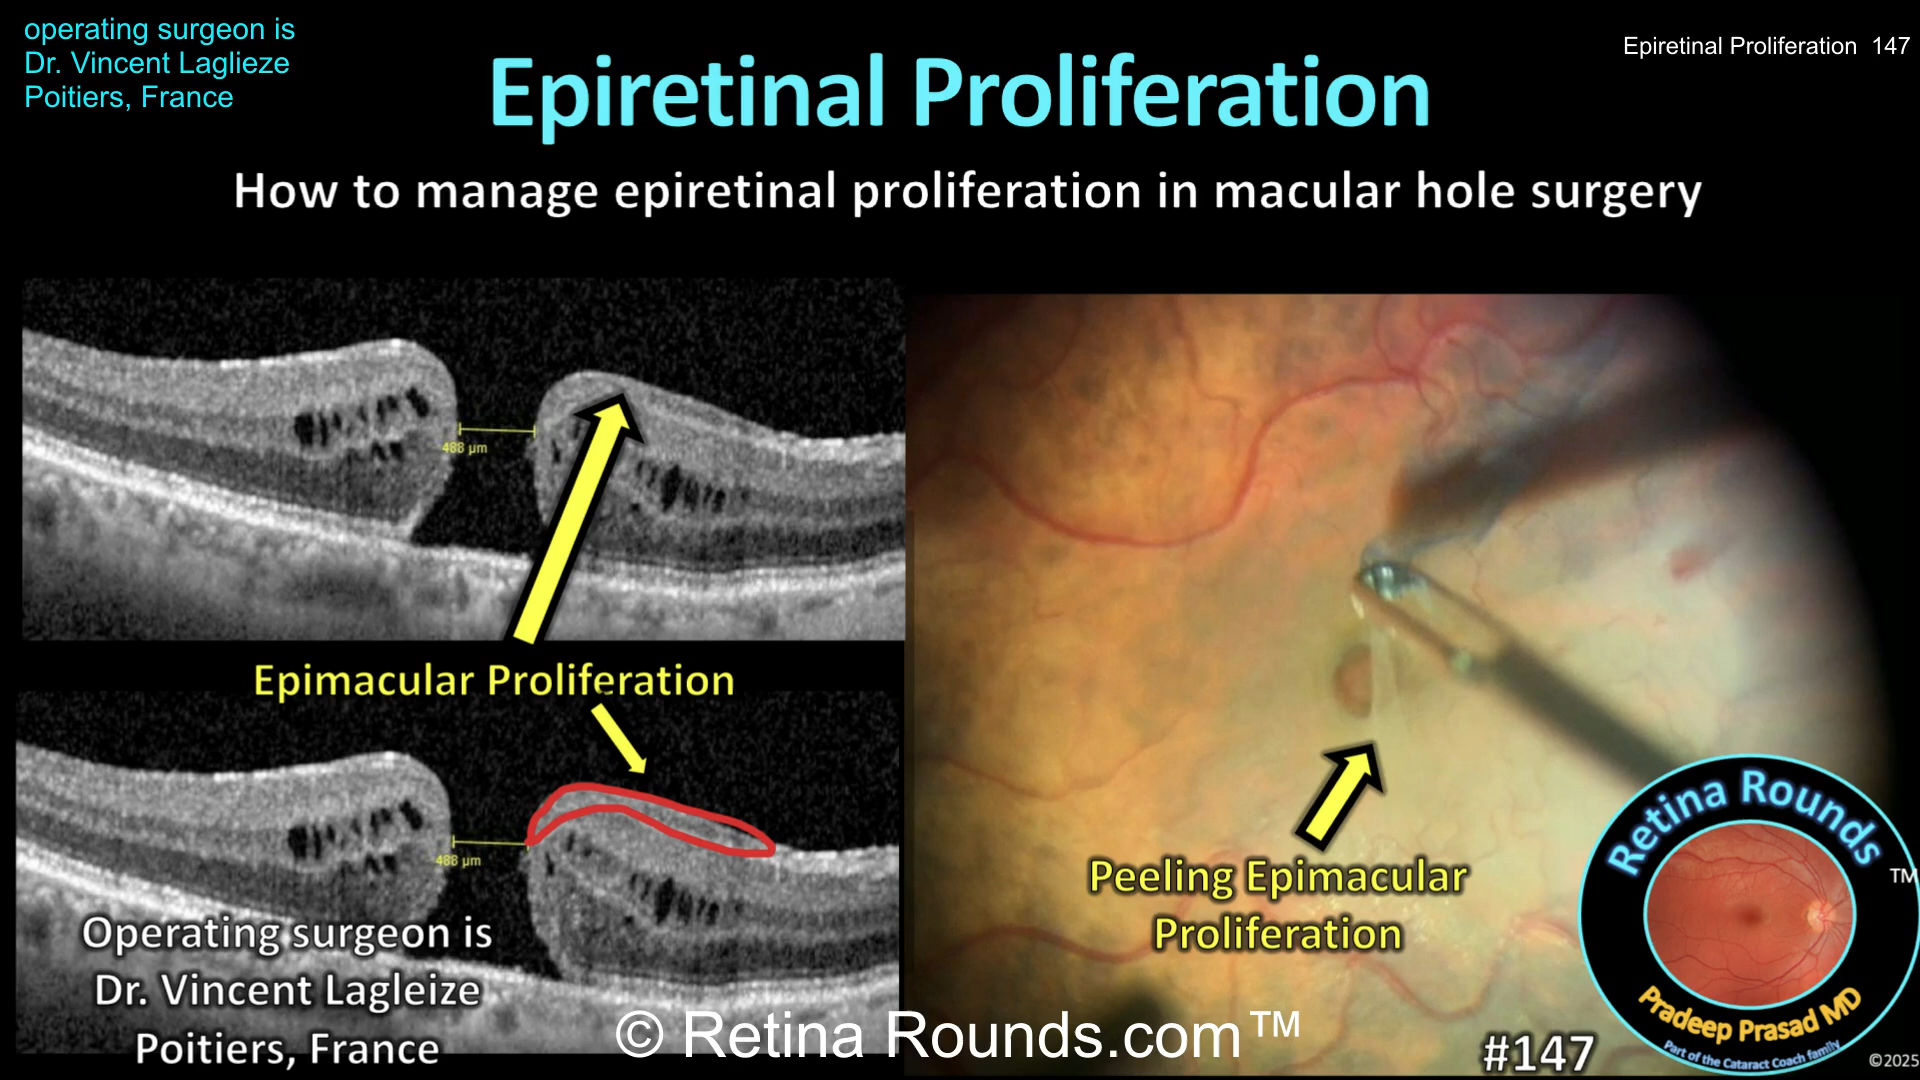 operating surgeon is
Dr. Vincent Laglieze
Poitiers, France
Epiretinal Proliferation 147
Epiretinal Proliferation
How to manage epiretinal proliferation in macular hole surgery
488 µm
Epimacular Proliferation
488 µm
Operating surgeon is
Dr. Vincent Lagleize
Poitiers, France
Peeling Epimacular
Proliferation
© Retina Rounds.com™
#147
Retina Rounds
TM
Pradeep Prasad MD
Part of the Cataract Coach family
©2025